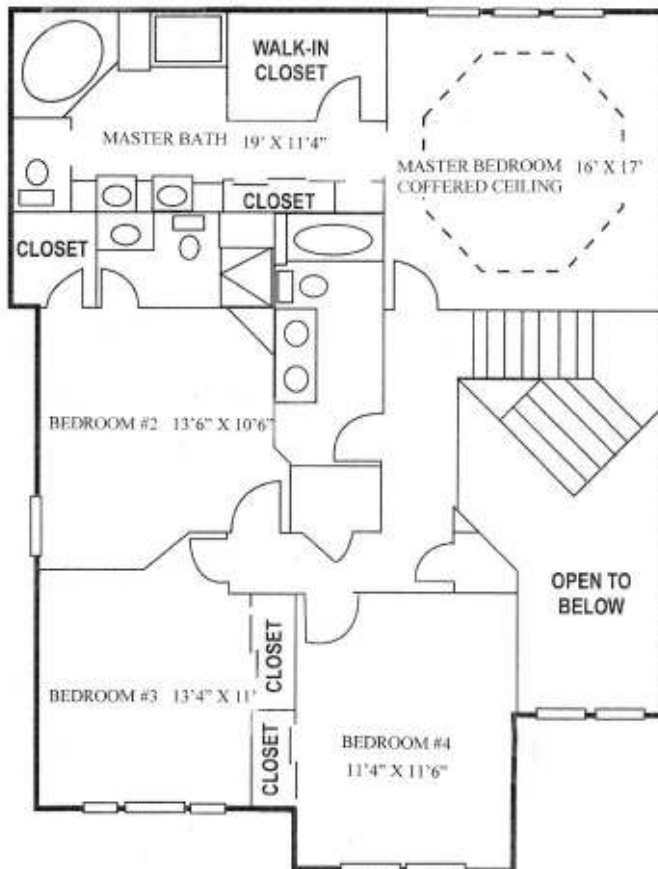 WALK-IN
CLOSET
MASTER BATH 19' X 11'4"
MASTER BEDROOM 16' X 17'
COFFERED CEILING
CLOSET
CLOSET
BEDROOM #2 13'6" X 10'6"
OPEN TO
BELOW
CLOSET
BEDROOM #3 13'4" X 11'
CLOSET
BEDROOM #4
11'4" X 11'6"